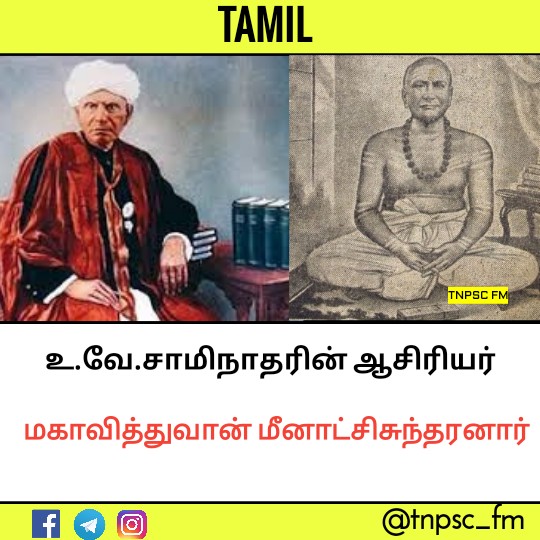 TAMIL
TNPSC FM
உ.வே.சாமிநாதரின் ஆசிரியர்
மகாவித்துவான் மீனாட்சிசுந்தரனார்
@tnpsc_fm